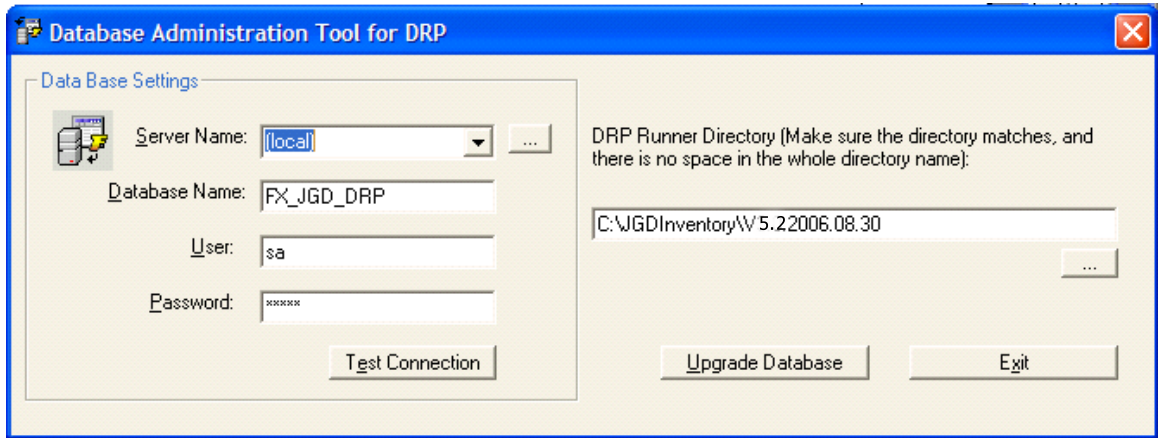 Database Administration Tool for DRP
Data Base Settings
Server Name:
(local)
...
Database Name:
FX_JGD_DRP
User:
sa
Password:
*****
Test Connection
DRP Runner Directory (Make sure the directory matches, and
there is no space in the whole directory name):
C:\JGDInventory\V5.22006.08.30
...
Upgrade Database
Exit